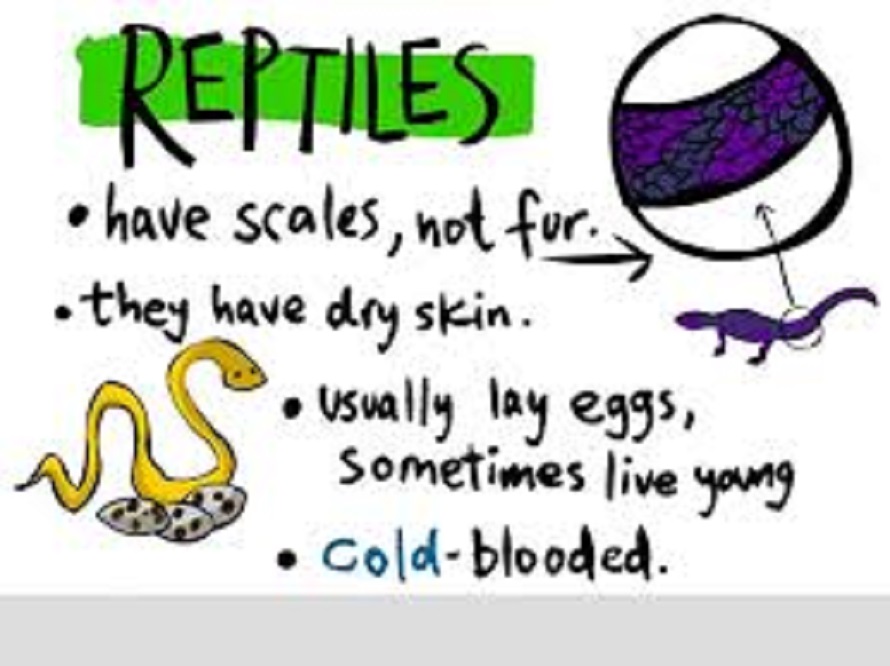 REPTILES
• have scales, not fur.
• they have dry skin.
• usually lay eggs,
sometimes live young
• Cold-blooded.